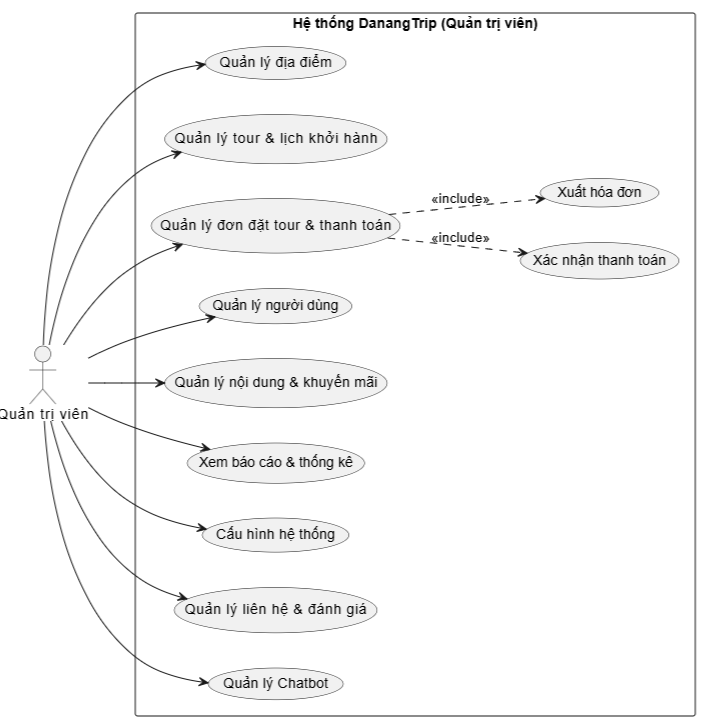 Hệ thống DanangTrip (Quản trị viên)
Quản lý địa điểm
Quản lý tour & lịch khởi hành
Quản lý đơn đặt tour & thanh toán
«include»
Xuất hóa đơn
«include»
Xác nhận thanh toán
Quản lý người dùng
Quản lý nội dung & khuyến mãi
Quản trị viên
Xem báo cáo & thống kê
Cấu hình hệ thống
Quản lý liên hệ & đánh giá
Quản lý Chatbot